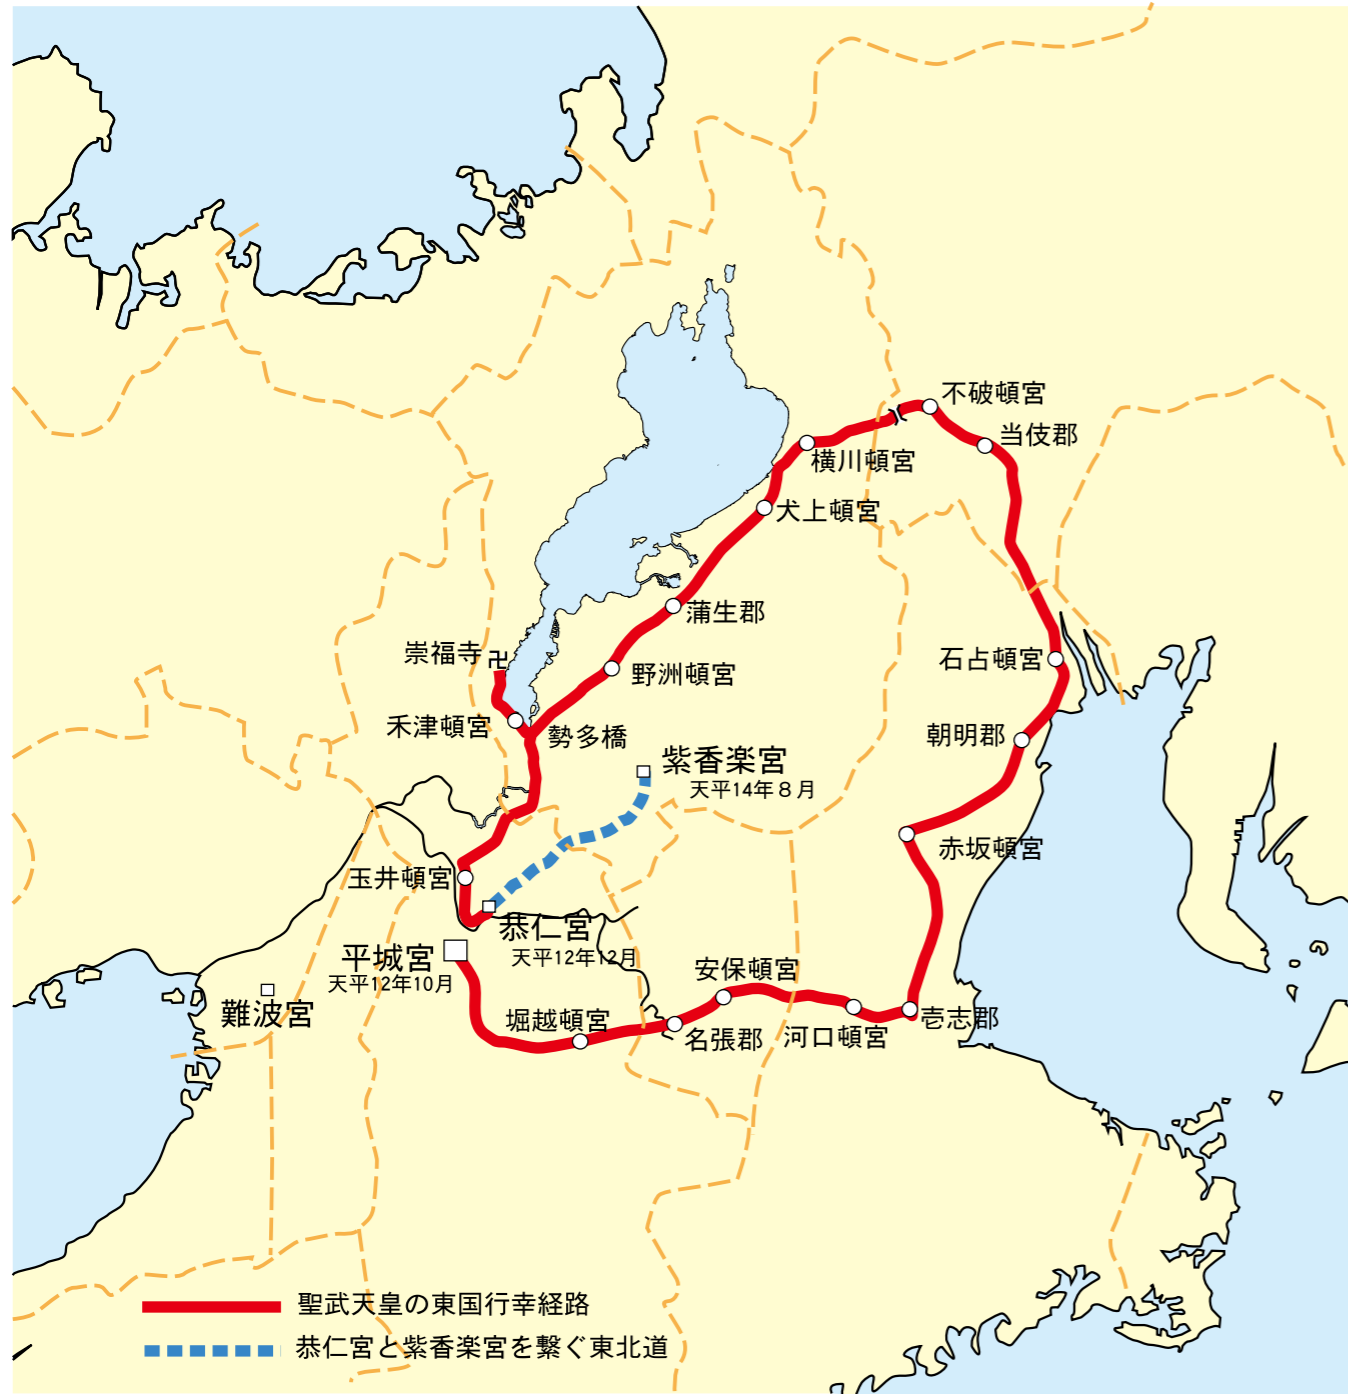 不破頓宮
当伎郡
横川頓宮
犬上頓宮
蒲生郡
崇福寺
卍
野洲頓宮
石占頓宮
禾津頓宮
勢多橋
朝明郡
紫香楽宮
天平14年8月
赤坂頓宮
玉井頓宮
恭仁宮
天平12年12月
平城宮
天平12年10月
安保頓宮
難波宮
堀越頓宮
名張郡
河口頓宮
壱志郡
聖武天皇の東国行幸経路
恭仁宮と紫香楽宮を繋ぐ東北道